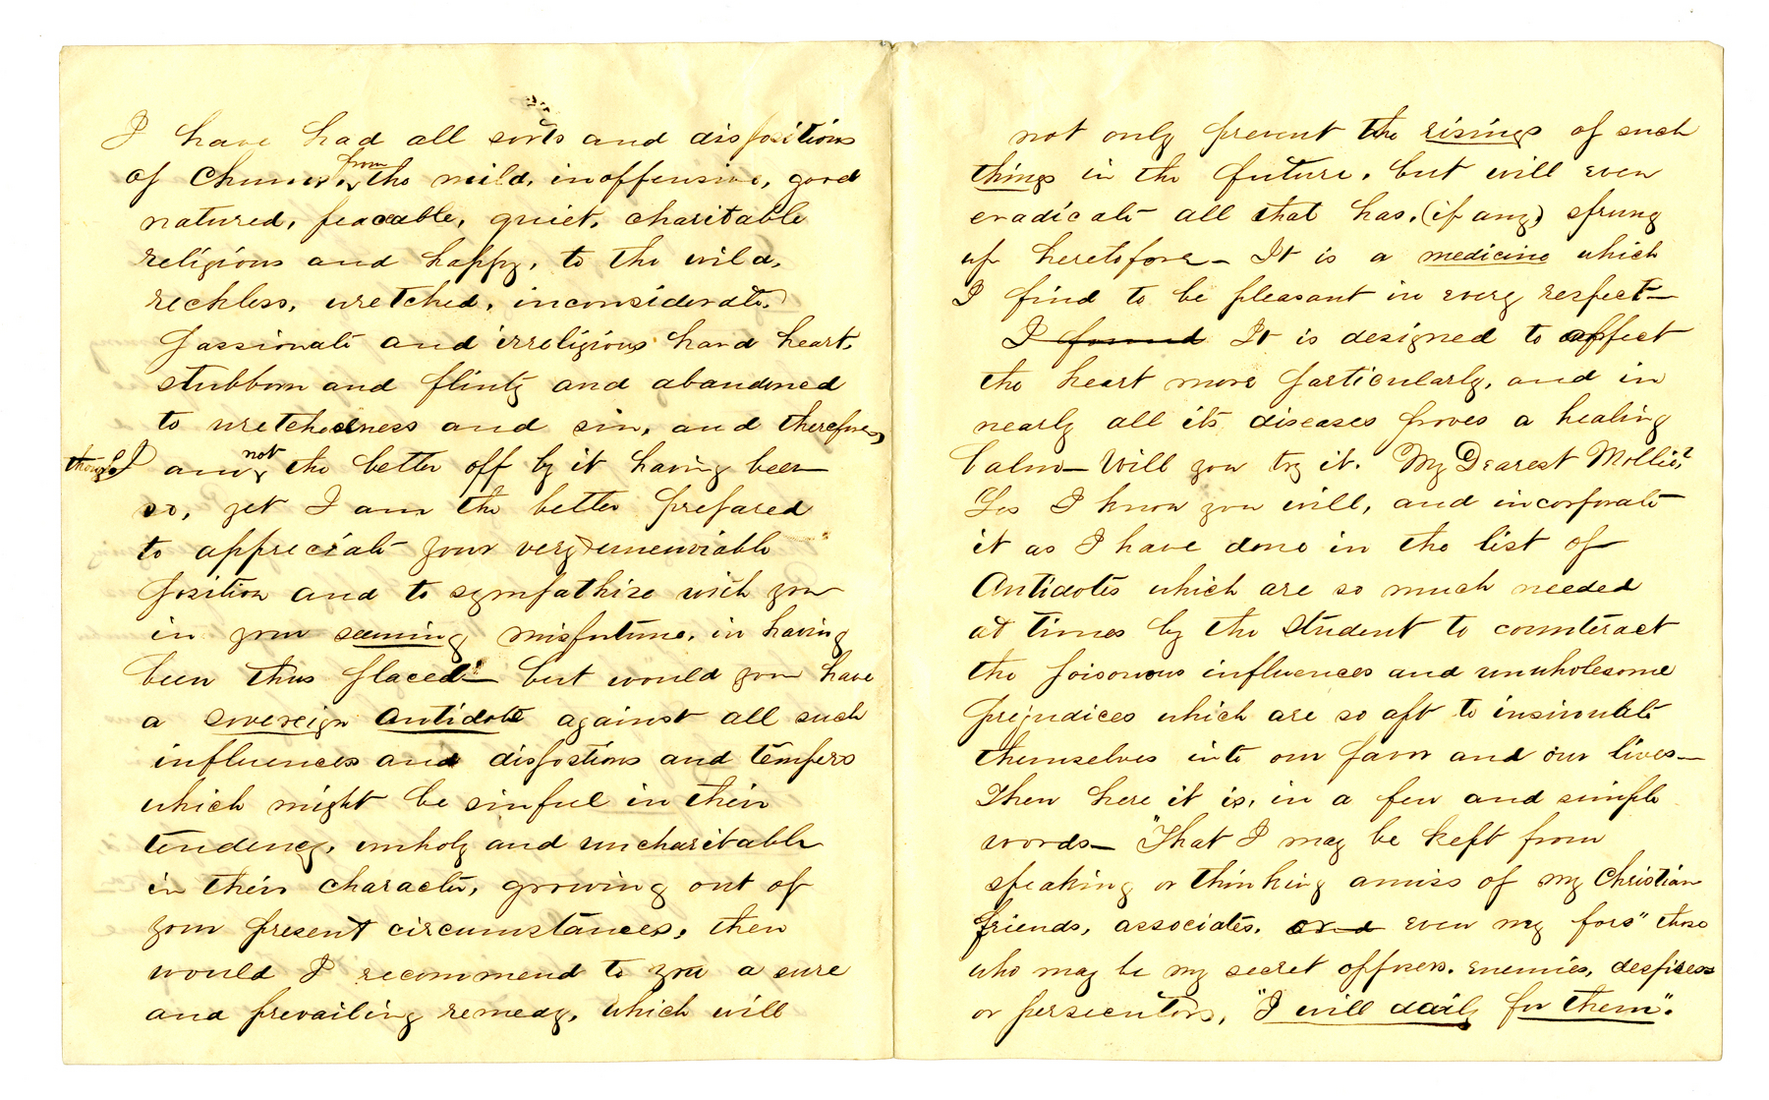 I have had all sorts and dispositions
of Chums, from the mild, inoffensive, good
natured, peaceable, quiet, charitable
religious and happy, to the wild,
reckless, wretched, inconsiderate,
passionate and irreligious hard heart,
stubborn and flinty and abandoned
to wretchedness and sin, and therefore,
though I am not the better off by it having been
so, yet I am the better prepared
to appreciate your very unenviable
position and to sympathize with you
in your seeming misfortune, in having
been thus placed — but would you have
a sovereign antidote against all such
influences and dispostions and tempers
which might be sinful in their
tendency, unholy and uncharitable
in their character, growing out of
your present circumstances, then
would I recommend to you a sure
and prevailing remedy, which will
not only prevent the risings of such
things in the future, but will even
eradicate all that has, (if any) sprung
up heretofore — It is a medicine which
I find to be pleasant in every respect —
I found It is designed to affect
the heart more particularly, and in
nearly all its diseases proves a healing
balm — Will you try it. My Dearest Mollie?
Yes I know you will, and incorporate
it as I have done in the list of
Antidotes which are so much needed
at times by the Student to counteract
the poisonous influences and unwholesome
prejudices which are so aft to insinuate
themselves into our favor and our lives —
Then here it is, in a few and simple
words — "That I may be kept from
speaking or thinking amiss of my Christian
friends, associates, and even my foes" those
who may be my secret opposers, enemies, despisers
or persecutors, "I will daily for them".